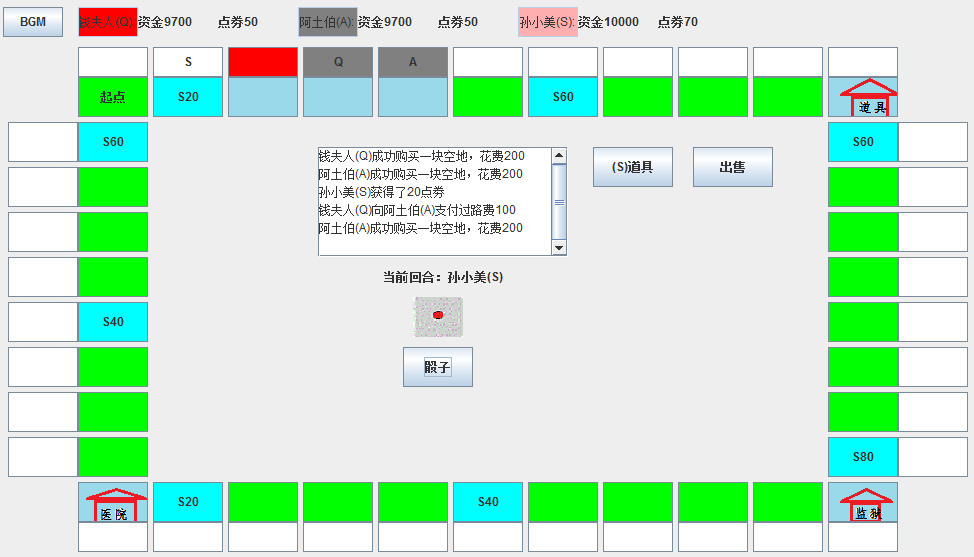 BGM 钱夫人(Q): 资金9700 点券50 阿土伯(A): 资金9700 点券50 孙小美(S): 资金10000 点券70
S Q A
起点 S20 S60 道具
S60 S60
钱夫人(Q)成功购买一块空地，花费200
阿土伯(A)成功购买一块空地，花费200
孙小美(S)获得了20点券
钱夫人(Q)向阿土伯(A)支付过路费100
阿土伯(A)成功购买一块空地，花费200
(S)道具 出售
当前回合：孙小美(S)
S40
骰子
S80
医院 S20 S40 监狱